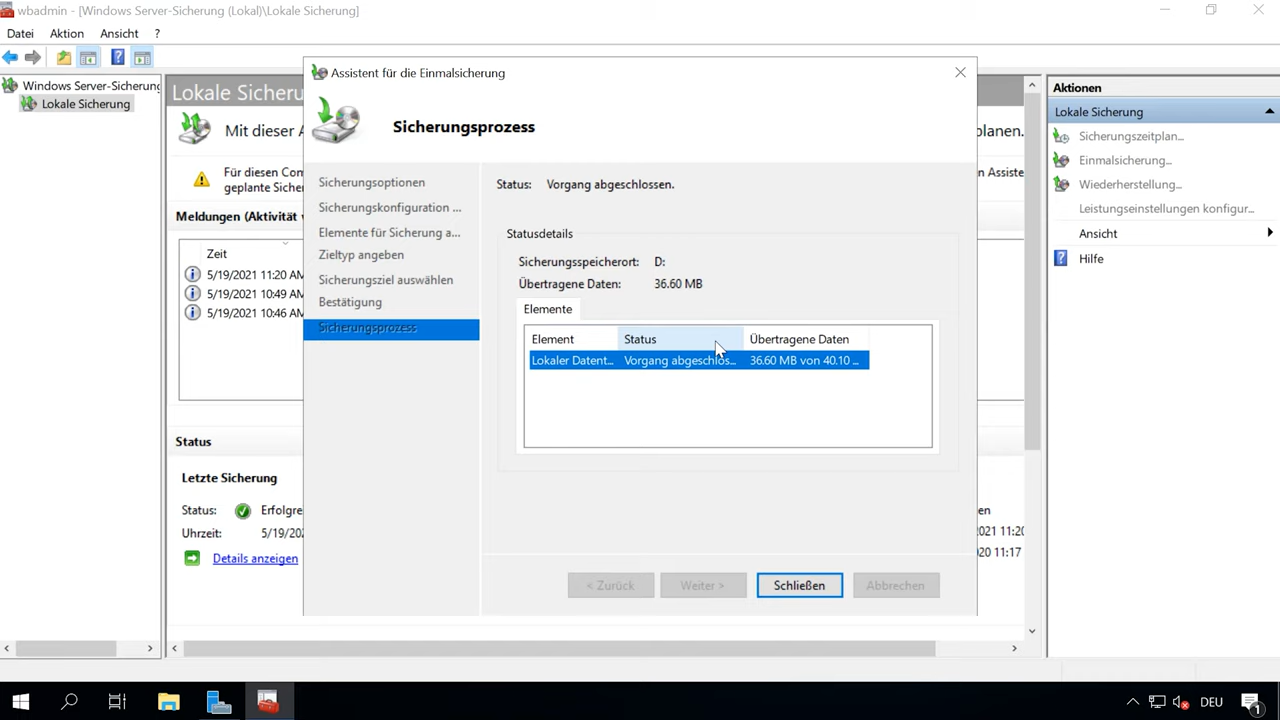 wbadmin - [Windows Server-Sicherung (Lokal)\Lokale Sicherung]
Datei Aktion Ansicht ?
Windows Server-Sicherung
Lokale Sicherung
Lokale Sicheru
Mit dieser A
planen.
Für diesen Com
geplante Sicher
n Assiste
Meldungen (Aktivität
Zeit
5/19/2021 11:20 AM
5/19/2021 10:49 AM
5/19/2021 10:46 AM
Status
Letzte Sicherung
Status: Erfolgre
Uhrzeit: 5/19/202
Details anzeigen
en
2021 11:20
020 11:17
Assistent für die Einmalsicherung
Sicherungsprozess
Sicherungsoptionen
Sicherungskonfiguration ...
Elemente für Sicherung a...
Zieltyp angeben
Sicherungsziel auswählen
Bestätigung
Sicherungsprozess
Status: Vorgang abgeschlossen.
Statusdetails
Sicherungsspeicherort: D:
Übertragene Daten: 36.60 MB
Elemente
Element Status Übertragene Daten
Lokaler Datent... Vorgang abgeschlos... 36.60 MB von 40.10 ...
< Zurück Weiter > Schließen Abbrechen
Aktionen
Lokale Sicherung
Sicherungszeitplan...
Einmalsicherung...
Wiederherstellung...
Leistungseinstellungen konfigur...
Ansicht
Hilfe
DEU
1